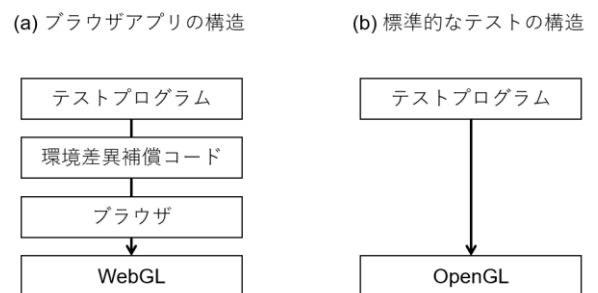 (a) ブラウザアプリの構造
(b) 標準的なテストの構造
テストプログラム
テストプログラム
環境差異補償コード
ブラウザ
WebGL
OpenGL